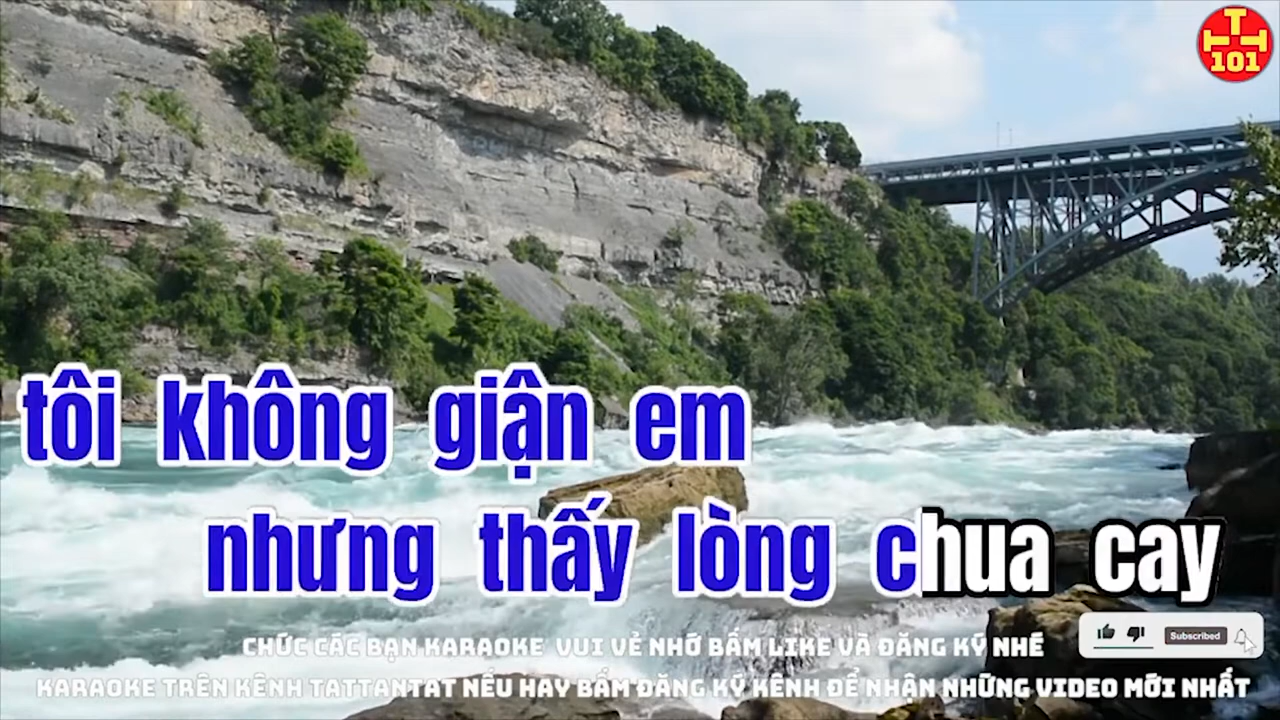 T
TT
101
tôi không giận em
nhưng thấy lòng chua cay
CHÚC CÁC BẠN KARAOKE VUI VẺ NHỚ BẤM LIKE VÀ ĐĂNG KÝ NHÉ
Subscribed
KARAOKE TRÊN KÊNH TATTANTAT NẾU HAY BẤM ĐĂNG KÝ KÊNH ĐỂ NHẬN NHỮNG VIDEO MỚI NHẤT